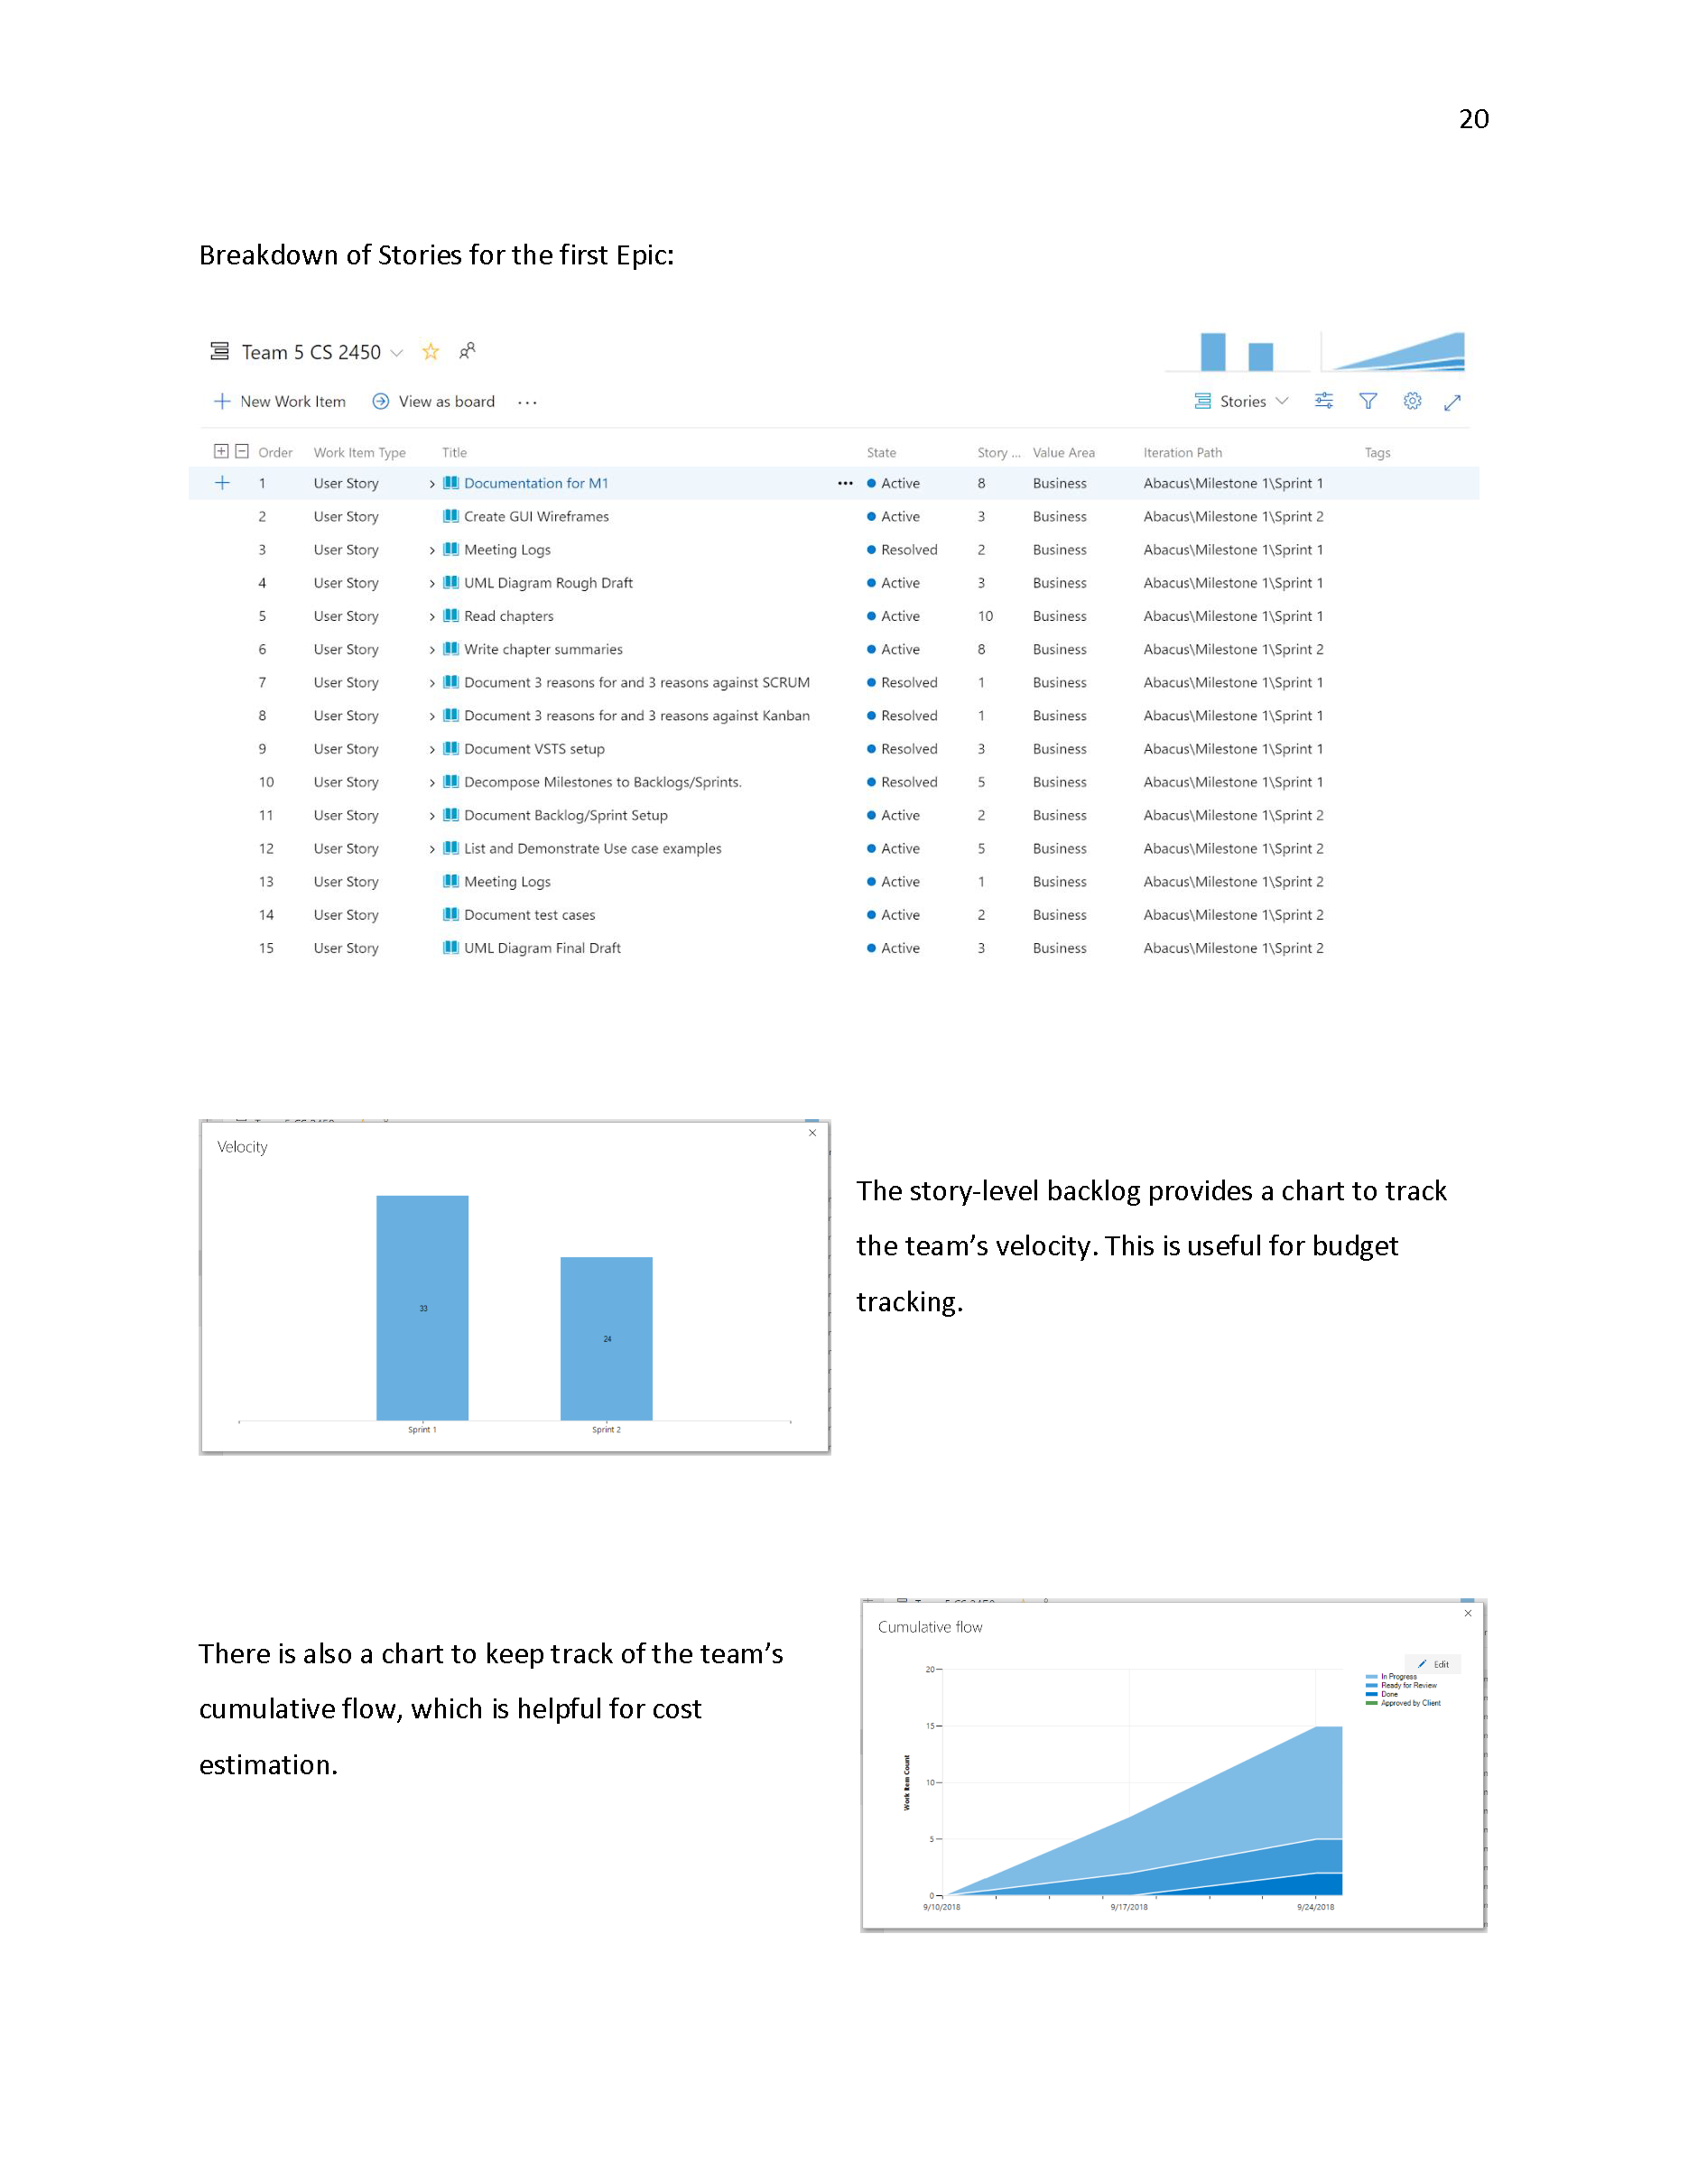 20
Breakdown of Stories for the first Epic:
Team 5 CS 2450
New Work Item View as board ... Stories
Order Work Item Type Title State Story ... Value Area Iteration Path Tags
1 User Story Documentation for M1 ... Active 8 Business Abacus\Milestone 1\Sprint 1
2 User Story Create GUI Wireframes Active 3 Business Abacus\Milestone 1\Sprint 2
3 User Story Meeting Logs Resolved 2 Business Abacus\Milestone 1\Sprint 1
4 User Story UML Diagram Rough Draft Active 3 Business Abacus\Milestone 1\Sprint 1
5 User Story Read chapters Active 10 Business Abacus\Milestone 1\Sprint 1
6 User Story Write chapter summaries Active 8 Business Abacus\Milestone 1\Sprint 2
7 User Story Document 3 reasons for and 3 reasons against SCRUM Resolved 1 Business Abacus\Milestone 1\Sprint 1
8 User Story Document 3 reasons for and 3 reasons against Kanban Resolved 1 Business Abacus\Milestone 1\Sprint 1
9 User Story Document VSTS setup Resolved 3 Business Abacus\Milestone 1\Sprint 1
10 User Story Decompose Milestones to Backlogs/Sprints. Resolved 5 Business Abacus\Milestone 1\Sprint 1
11 User Story Document Backlog/Sprint Setup Active 2 Business Abacus\Milestone 1\Sprint 2
12 User Story List and Demonstrate Use case examples Active 5 Business Abacus\Milestone 1\Sprint 2
13 User Story Meeting Logs Active 1 Business Abacus\Milestone 1\Sprint 2
14 User Story Document test cases Active 2 Business Abacus\Milestone 1\Sprint 2
15 User Story UML Diagram Final Draft Active 3 Business Abacus\Milestone 1\Sprint 2
Velocity
33
24
Sprint 1 Sprint 2
The story-level backlog provides a chart to track
the team’s velocity. This is useful for budget
tracking.
There is also a chart to keep track of the team’s
cumulative flow, which is helpful for cost
estimation.
Cumulative flow
Edit
In Progress
Ready for Review
Done
Approved by Client
Work Item Count
20
15
10
5
0
9/10/2018 9/17/2018 9/24/2018